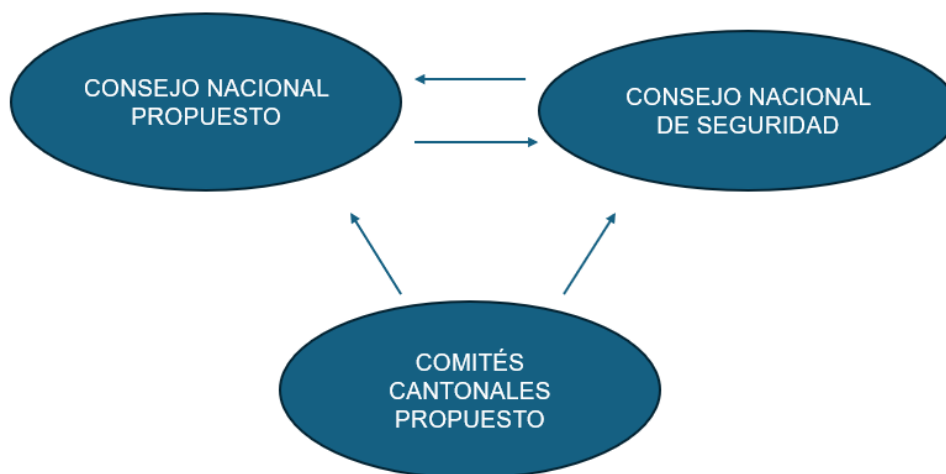 CONSEJO NACIONAL
PROPUESTO
CONSEJO NACIONAL
DE SEGURIDAD
COMITÉS
CANTONALES
PROPUESTO